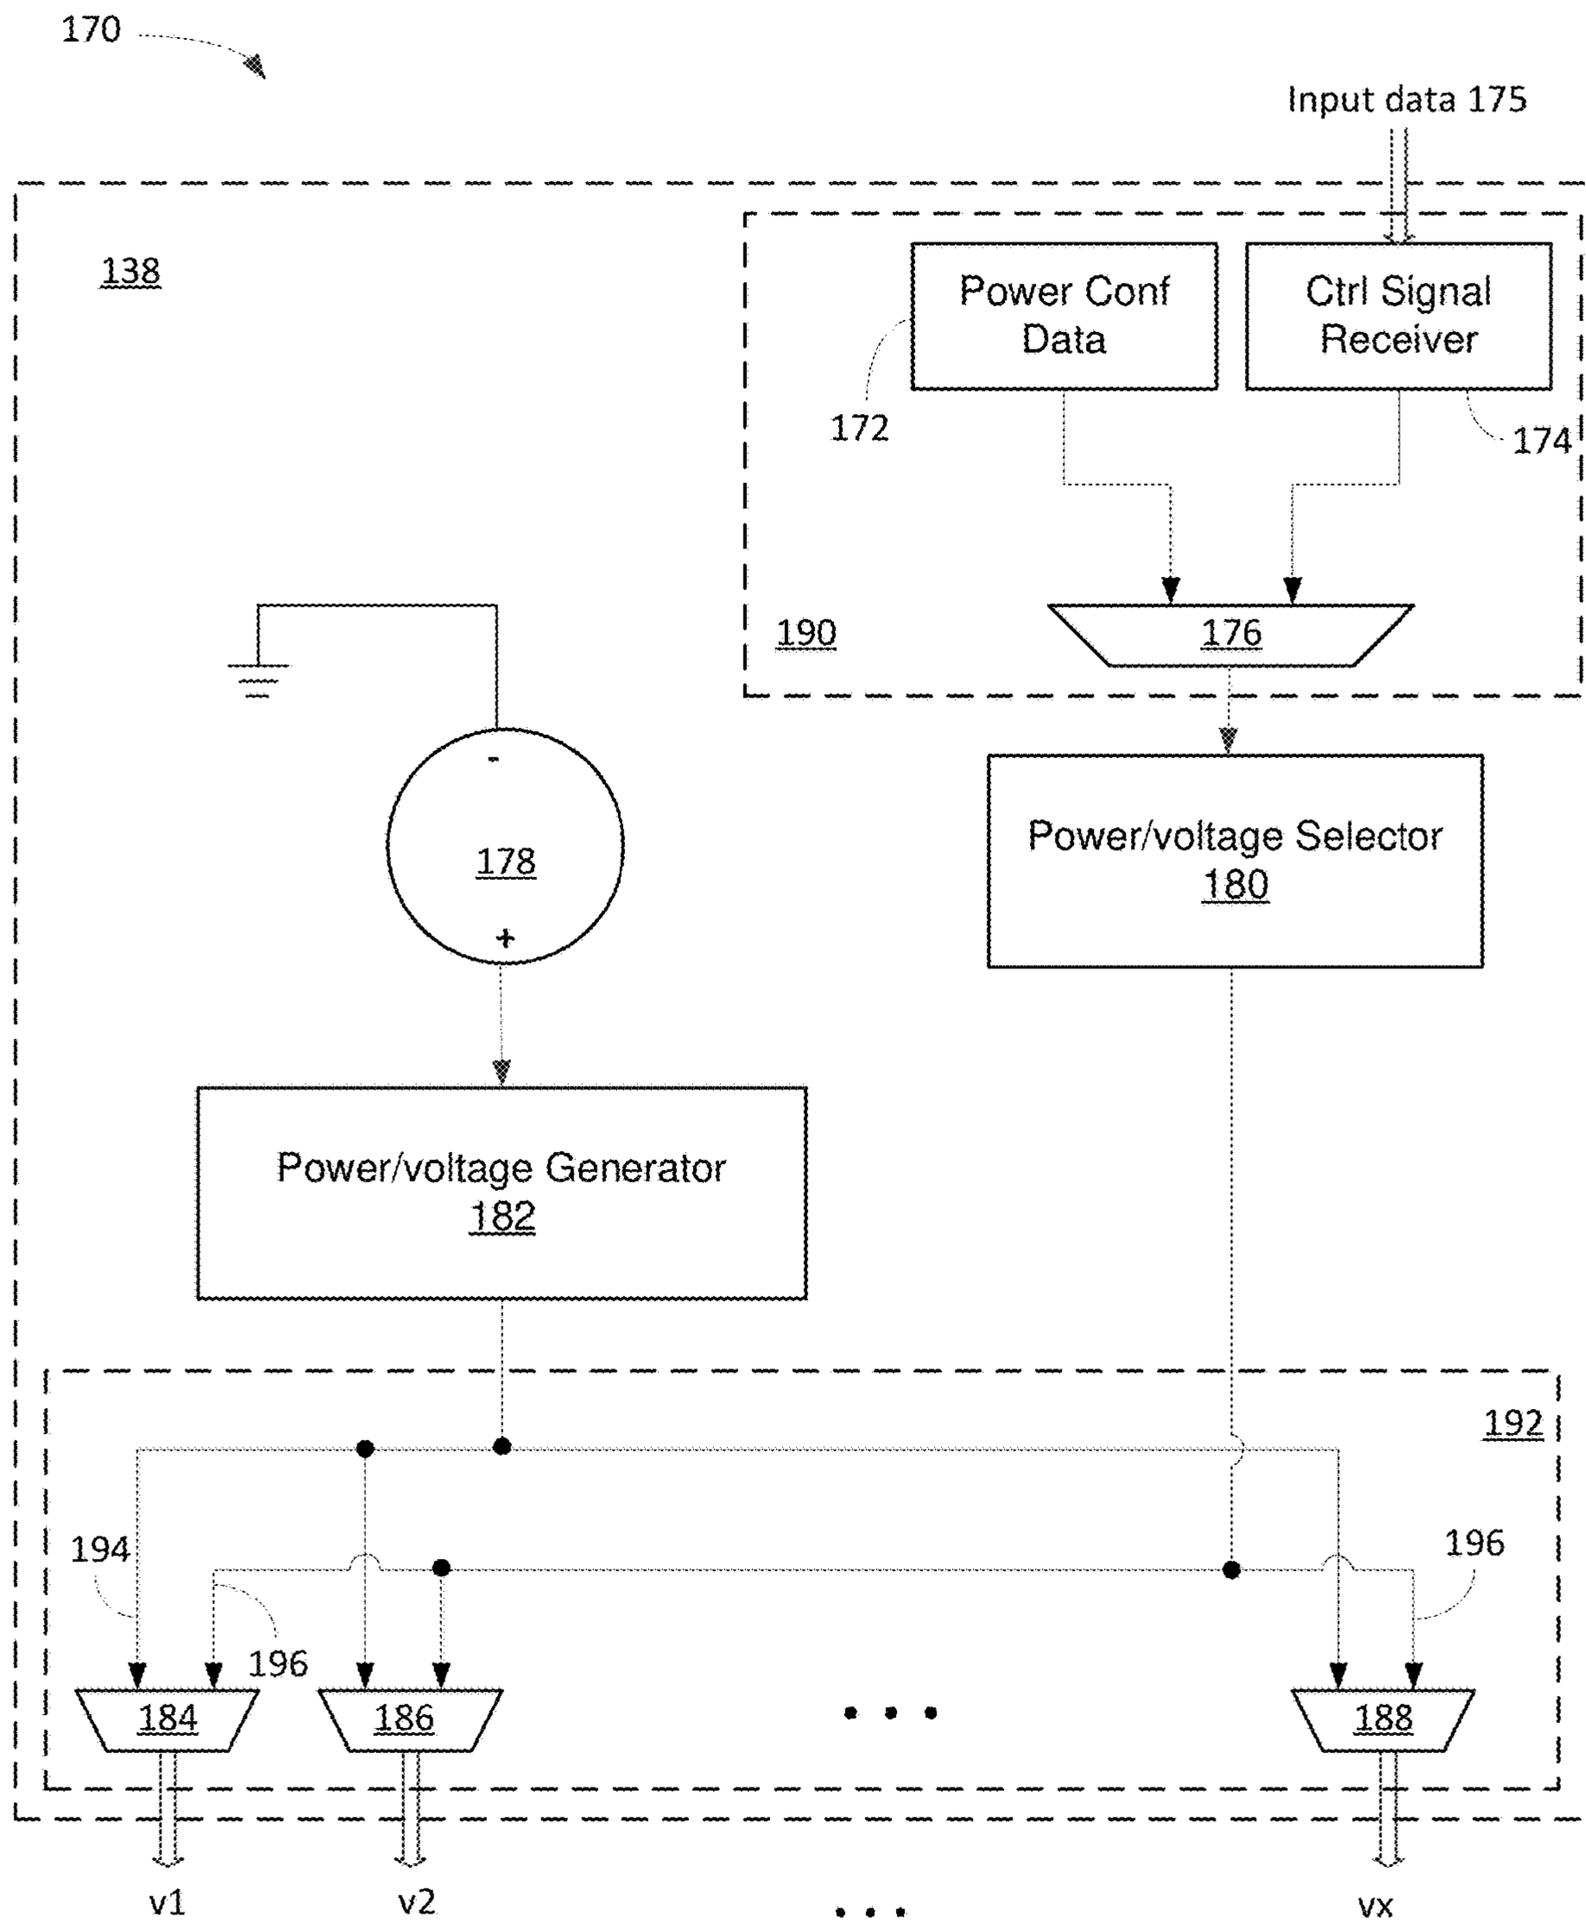 170
Input data 175
138
Power Conf
Data
Ctrl Signal
Receiver
172
174
190
176
-
178
+
Power/voltage Selector
180
Power/voltage Generator
182
192
194
196
196
184
186
. . .
188
v1
v2
. . .
vx